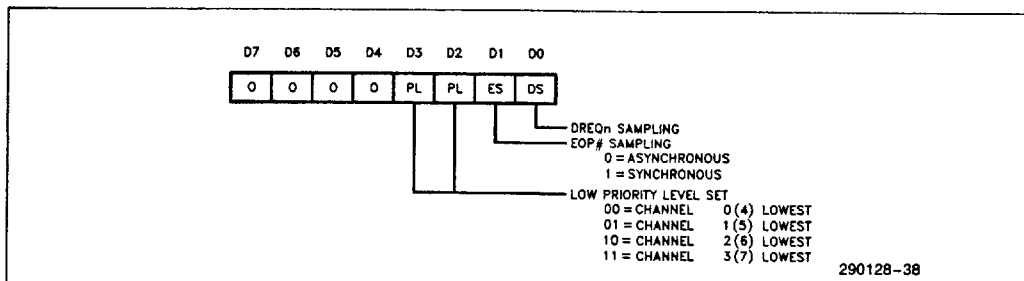 D7 D6 D5 D4 D3 D2 D1 D0
0 0 0 0 PL PL ES DS
DREQn SAMPLING
EOP# SAMPLING
0 = ASYNCHRONOUS
1 = SYNCHRONOUS
LOW PRIORITY LEVEL SET
00 = CHANNEL 0(4) LOWEST
01 = CHANNEL 1(5) LOWEST
10 = CHANNEL 2(6) LOWEST
11 = CHANNEL 3(7) LOWEST
290128-38